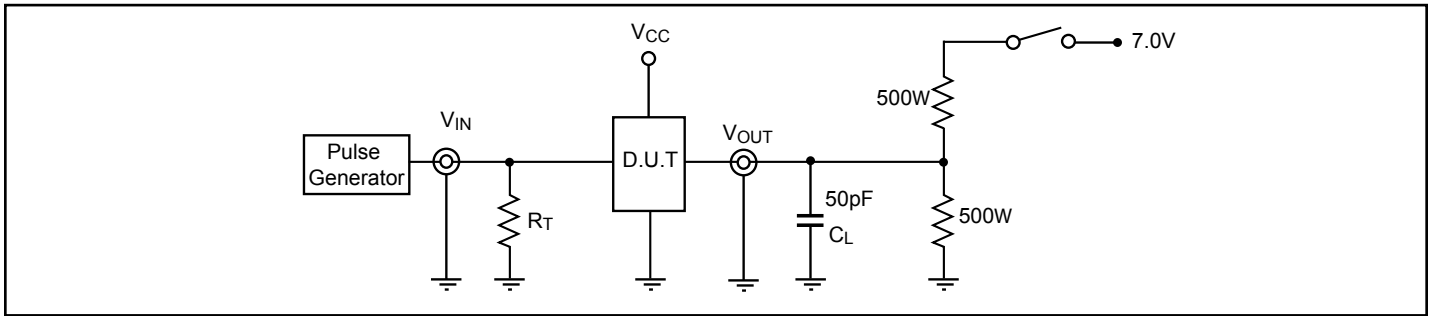 VCC
7.0V
500W
VIN
VOUT
Pulse
Generator
D.U.T
50pF
500W
RT
CL